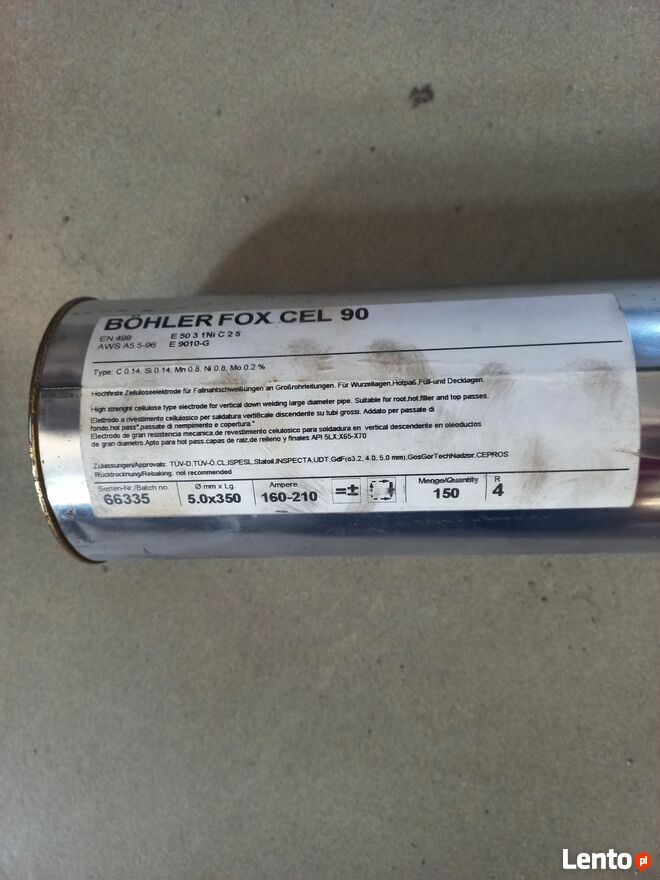 BÖHLER FOX CEL 90
EN 499 E 50 3 1Ni C 2 5
AWS A5.5-96 E 9010-G
Type: C 0.14. Si 0.14. Mn 0.8. Ni 0.8. Mo 0.2 %
Hochfeste Zelluloseelektrode für Fallnahtschweißungen an Großrohrleitungen. Für Wurzellagen.Hotpaß.Füll-und Decklagen.
High strenght cellulose type electrode for vertical down welding large diameter pipe. Suitable for root.hot.filler and top passes.
Elettrodo a rivestimento cellulosico per saldatura verticale discendente su tubi grossi. Addato per passate di
fondo.hot pass".passate di riempimento e copertura."
Electrodo de gran resistencia mecanica.de revestimiento celulosico para soldadura en vertical descendente en oleoductos
de gran diametro.Apto para hot pass.capas de raiz.de relleno y finales API 5LX:X65-X70
Zulassungen/Approvals: TÜV-D,TÜV-Ö,CL,ISPESL,Statoil,INSPECTA,UDT,GdF(ø3.2, 4.0, 5.0 mm),GosGorTechNadzor,CEPROS
Rücktrocknung/Rebaking: not recommended
Serien-Nr./Batch no. Ø mm x Lg. Ampere Menge/Quantity R
66335 5.0x350 160-210 =± 150 4
Lento.pl